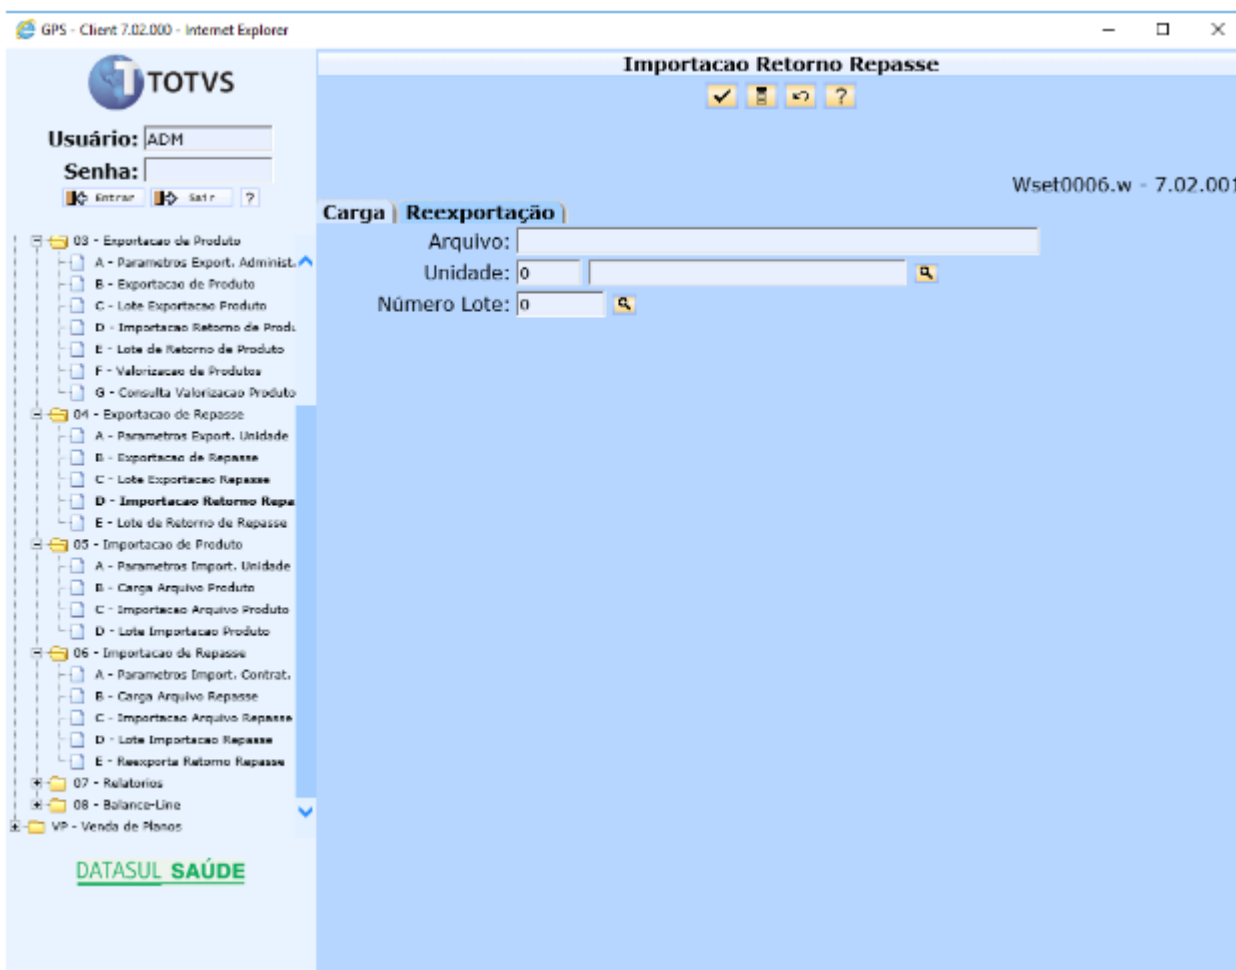 GPS - Client 7.02.000 - Internet Explorer
TOTVS
Usuário: ADM
Senha:
Entrar Sair ?
03 - Exportacao de Produto
A - Parametros Export. Administ.
B - Exportacao de Produto
C - Lote Exportacao Produto
D - Importacao Retorno de Produ
E - Lote de Retorno de Produto
F - Valorizacao de Produtos
G - Consulta Valorizacao Produto
04 - Exportacao de Repasse
A - Parametros Export. Unidade
B - Exportacao de Repasse
C - Lote Exportacao Repasse
D - Importacao Retorno Repa
E - Lote de Retorno de Repasse
05 - Importacao de Produto
A - Parametros Import. Unidade
B - Carga Arquivo Produto
C - Importacao Arquivo Produto
D - Lote Importacao Produto
06 - Importacao de Repasse
A - Parametros Import. Contrat.
B - Carga Arquivo Repasse
C - Importacao Arquivo Repasse
D - Lote Importacao Repasse
E - Reexporta Retorno Repasse
07 - Relatorios
08 - Balance-Line
VP - Venda de Planos
DATASUL SAÚDE
Importacao Retorno Repasse
?
Wset0006.w - 7.02.001
Carga Reexportação
Arquivo:
Unidade: 0
Número Lote: 0